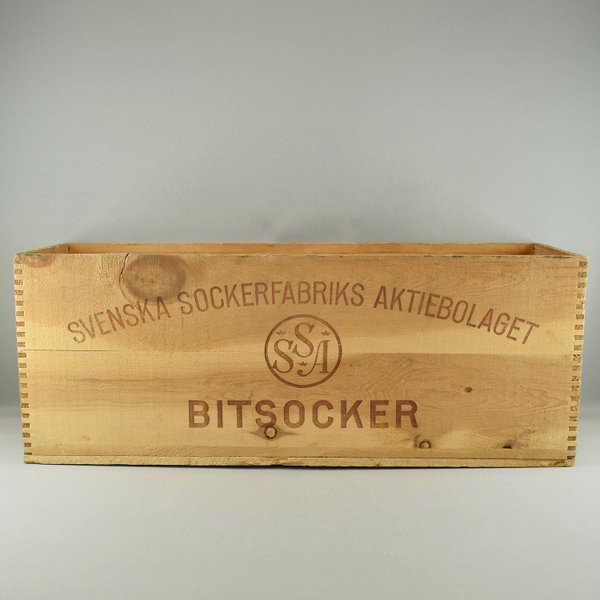 SVENSKA SOCKERFABRIKS AKTIEBOLAGET
SSA
BITSOCKER